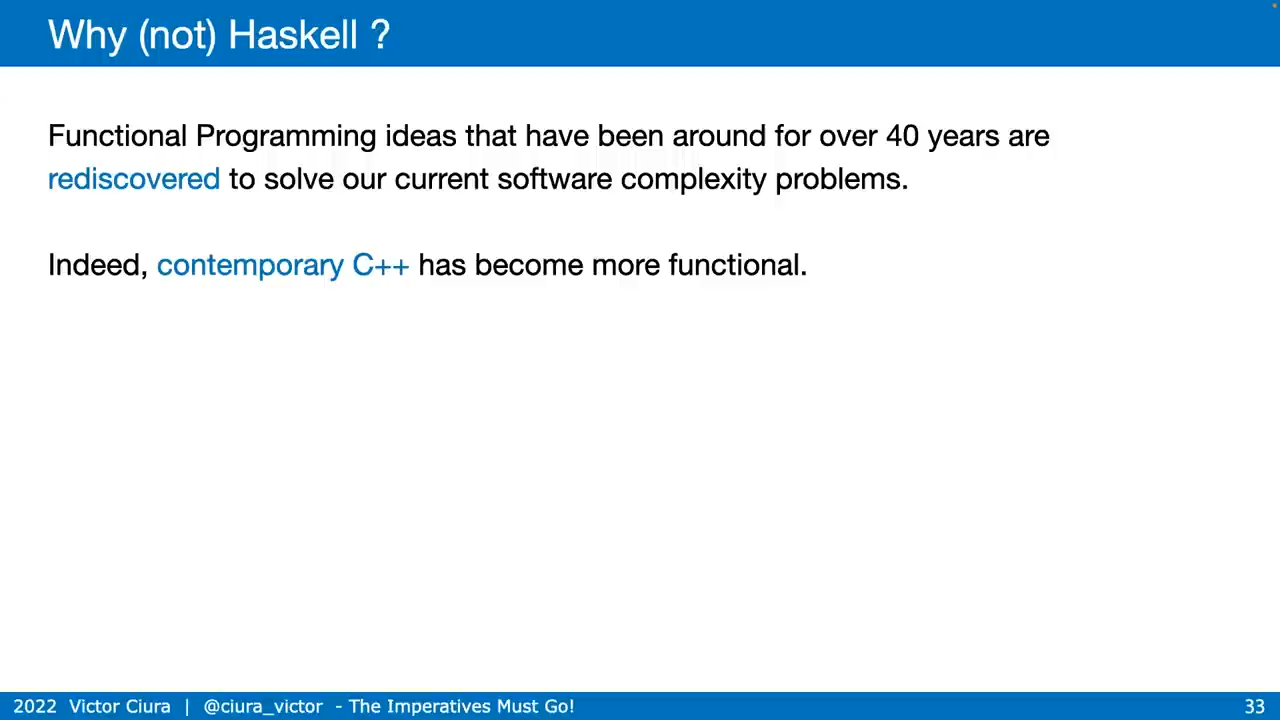 Why (not) Haskell ?
Functional Programming ideas that have been around for over 40 years are
rediscovered to solve our current software complexity problems.
Indeed, contemporary C++ has become more functional.
2022 Victor Ciura | @ciura_victor - The Imperatives Must Go! 33